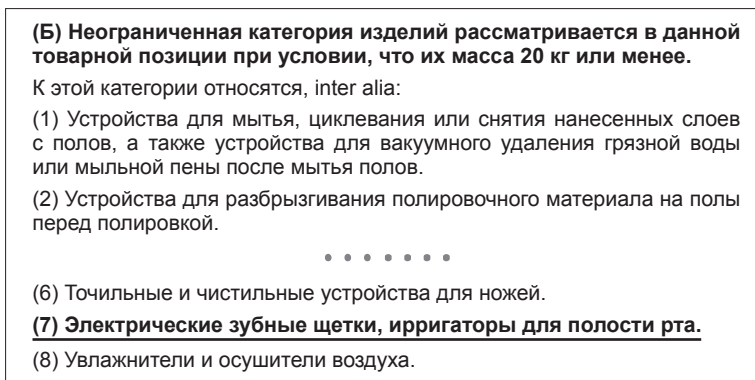 (Б) Неограниченная категория изделий рассматривается в данной
товарной позиции при условии, что их масса 20 кг или менее.
К этой категории относятся, inter alia:
(1) Устройства для мытья, циклевания или снятия нанесенных слоев
с полов, а также устройства для вакуумного удаления грязной воды
или мыльной пены после мытья полов.
(2) Устройства для разбрызгивания полировочного материала на полы
перед полировкой.
• • • • • • •
(6) Точильные и чистильные устройства для ножей.
(7) Электрические зубные щетки, ирригаторы для полости рта.
(8) Увлажнители и осушители воздуха.